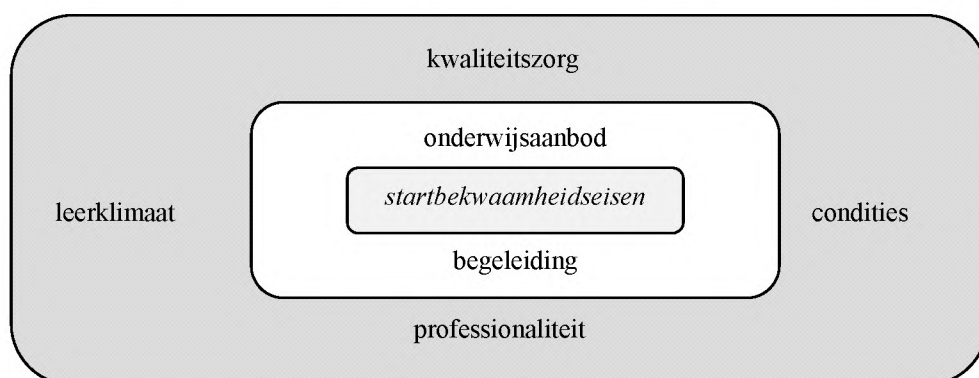 kwaliteitszorg
onderwijsaanbod
startbekwaamheidseisen
leerklimaat
condities
begeleiding
professionaliteit